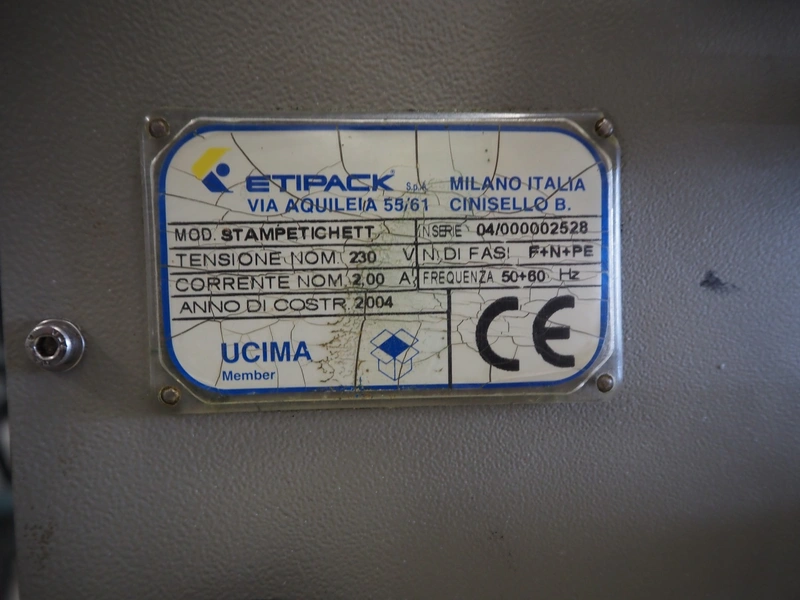 ETIPACK S.p.A. MILANO ITALIA
VIA AQUILEIA 55/61 CINISELLO B.
MOD. STAMPETICHETT N SERIE 04/000002528
TENSIONE NOM. 230 V N. DI FASI F+N+PE
CORRENTE NOM. 2,00 A FREQUENZA 50+60 Hz
ANNO DI COSTR. 2004
UCIMA
Member
CE